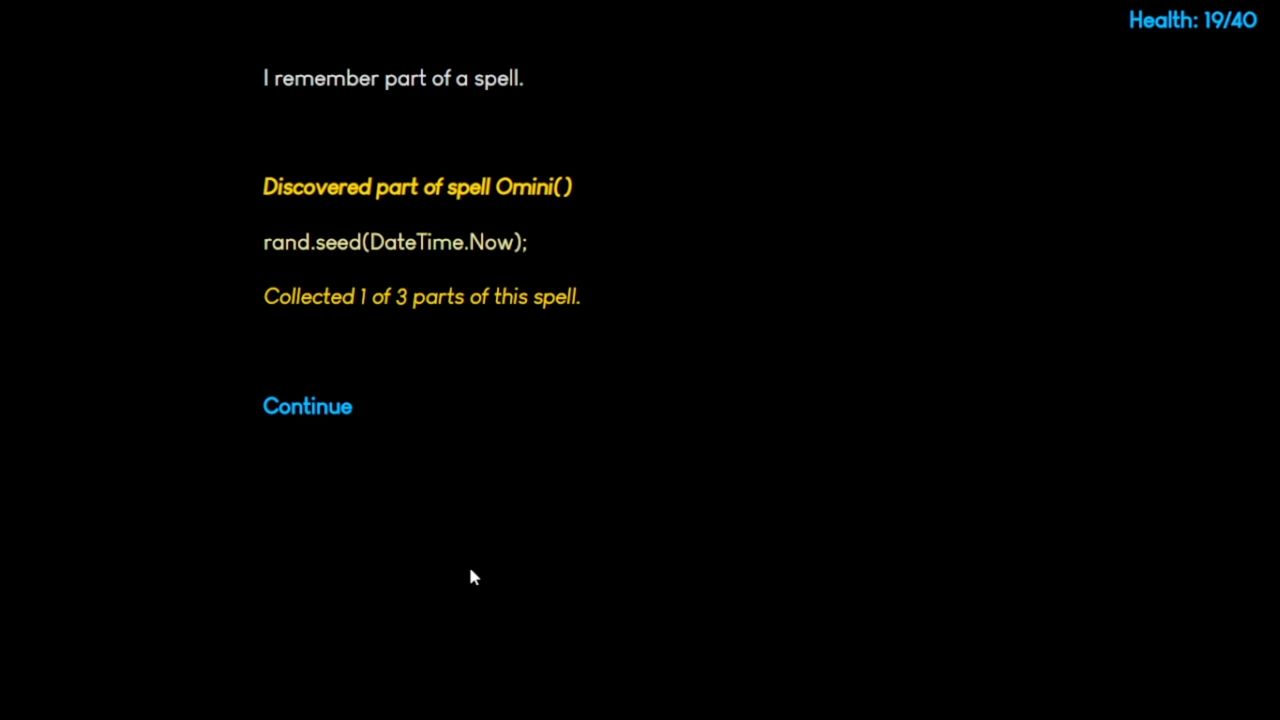 Health: 19/40
I remember part of a spell.
Discovered part of spell Omini()
rand.seed(DateTime.Now);
Collected 1 of 3 parts of this spell.
Continue